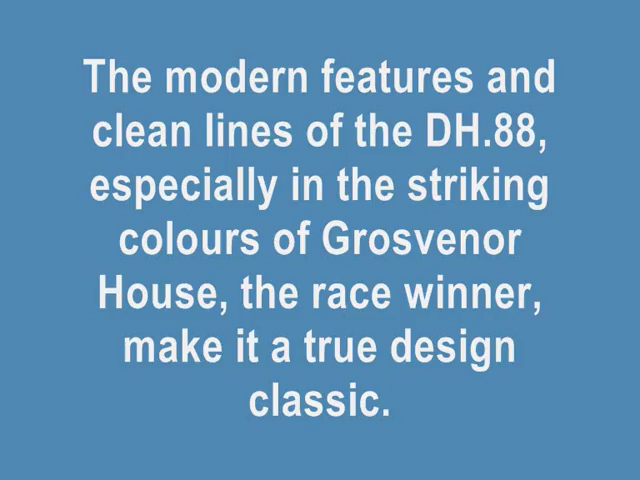 The modern features and
clean lines of the DH.88,
especially in the striking
colours of Grosvenor
House, the race winner,
make it a true design
classic.